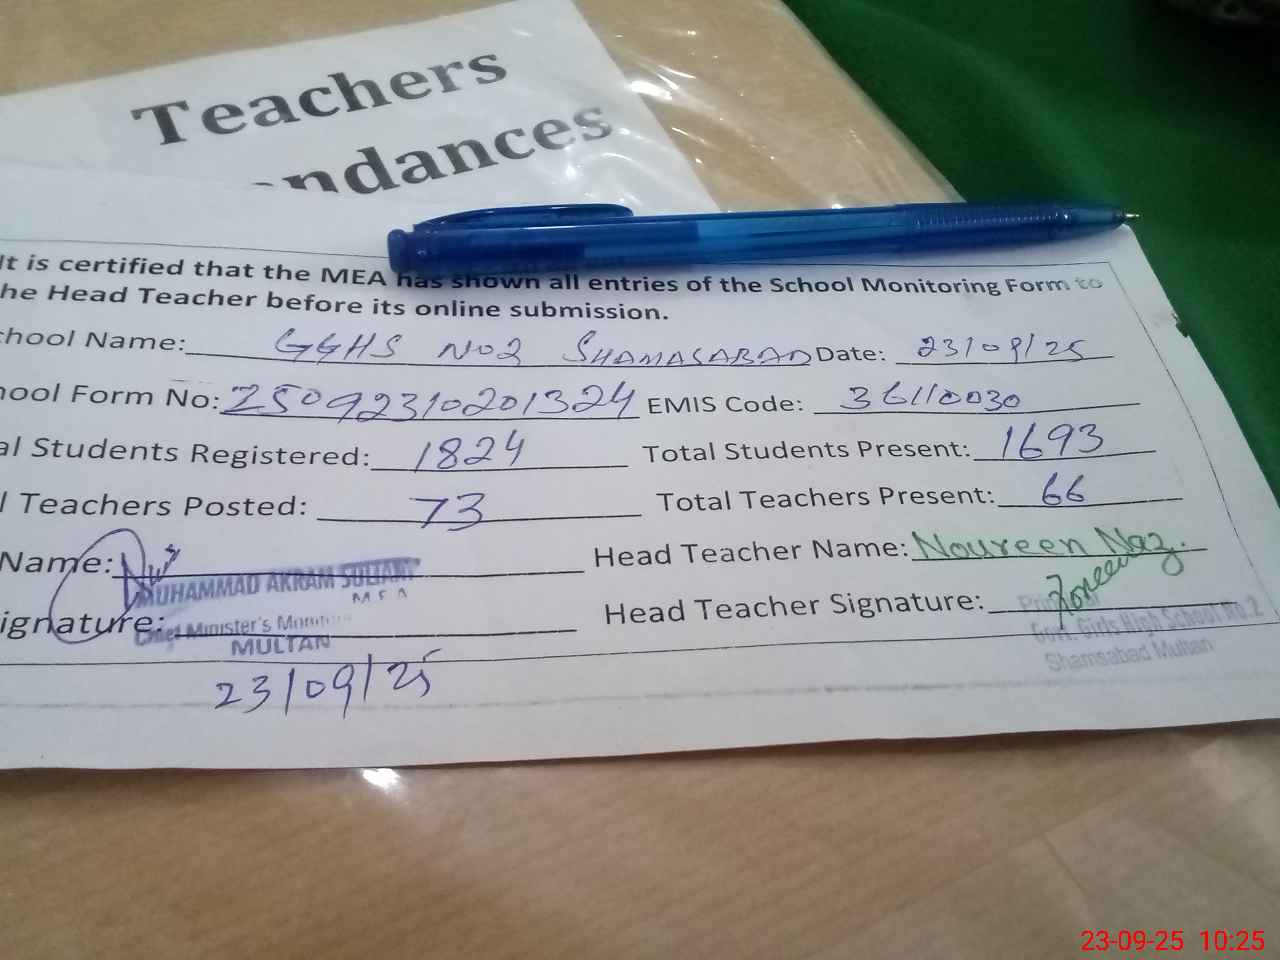 Teachers
ndances
It is certified that the MEA has shown all entries of the School Monitoring Form to
he Head Teacher before its online submission.
chool Name: GGHS NO2 SHAMASABAD Date: 23/09/25
hool Form No: 25092310201324 EMIS Code: 36110030
al Students Registered: 1824 Total Students Present: 1693
l Teachers Posted: 73 Total Teachers Present: 66
Name: MUHAMMAD AKRAM SULTANI Head Teacher Name: Noureen Naz.
MEA
ignature: Chief Minister's Monit Head Teacher Signature:
MULTAN
Govt. Girls High School No.2
Shamsabad Multan
23/09/25
23-09-25 10:25